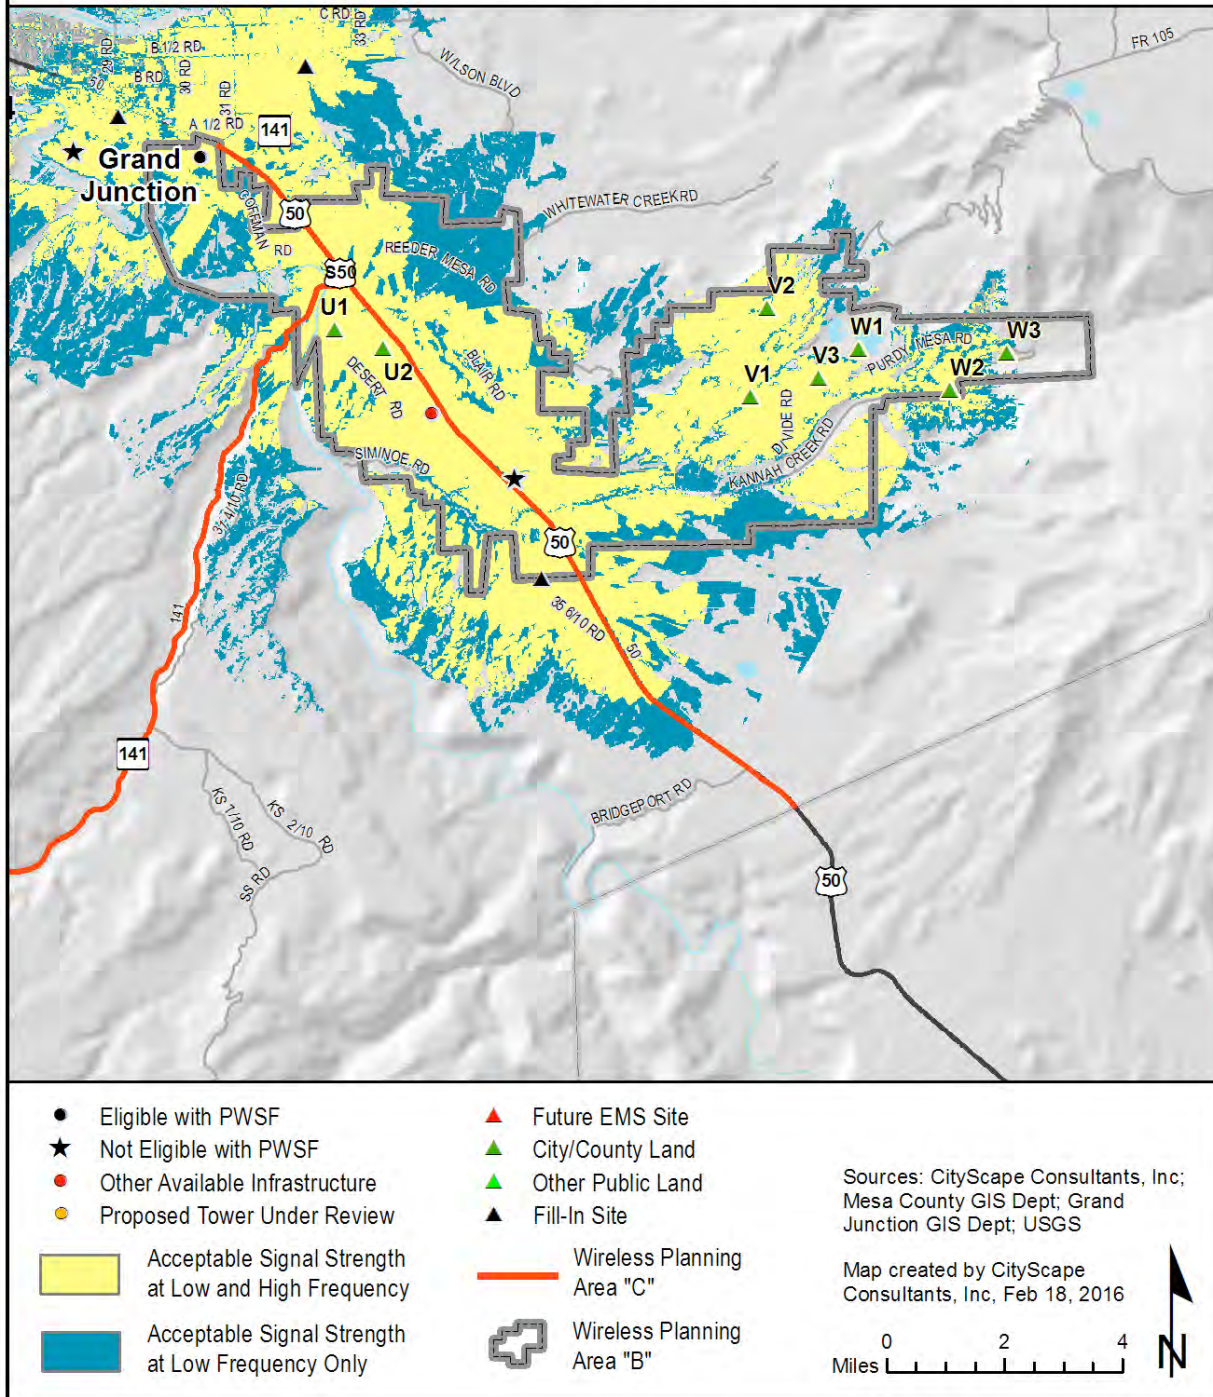 C RD
33 RD
B 1/2 RD
29 RD
B RD
30 RD
50
31 RD
A 1/2 RD
141
WILSON BLVD
FR 105
4
Grand
Junction
COFFMAN
RD
50
WHITEWATER CREEK RD
REEDER MESA RD
S50
U1
U2
DESERT RD
BLAIR RD
V2
W1
W3
V3
PURDY MESA RD
V1
W2
DIVIDE RD
KANNAH CREEK RD
SIMINOE RD
31 4/10 RD
50
35 6/10 RD
50
141
141
KS 1/10 RD
KS 2/10 RD
SS RD
BRIDGEPORT RD
50
Eligible with PWSF
Not Eligible with PWSF
Other Available Infrastructure
Proposed Tower Under Review
Acceptable Signal Strength
at Low and High Frequency
Acceptable Signal Strength
at Low Frequency Only
Future EMS Site
City/County Land
Other Public Land
Fill-In Site
Wireless Planning
Area "C"
Wireless Planning
Area "B"
Sources: CityScape Consultants, Inc;
Mesa County GIS Dept; Grand
Junction GIS Dept; USGS
Map created by CityScape
Consultants, Inc, Feb 18, 2016
0 2 4
Miles
N